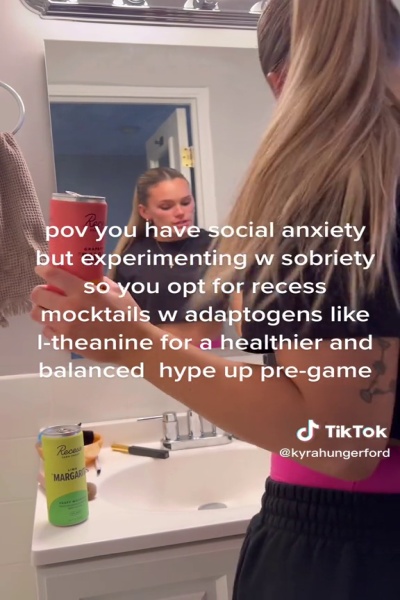 pov you have social anxiety
but experimenting w sobriety
so you opt for recess
mocktails w adaptogens like
l-theanine for a healthier and
balanced hype up pre-game
TikTok
@kyrahungerford
Recess
MARGAR